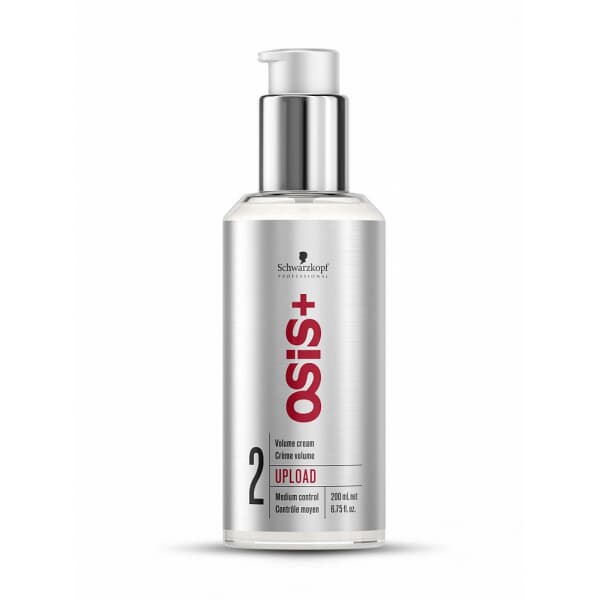 Schwarzkopf
PROFESSIONAL
OSiS+
2
Volume cream
Crème volume
UPLOAD
Medium control
Contrôle moyen
200 mL net
6.75 fl. oz.